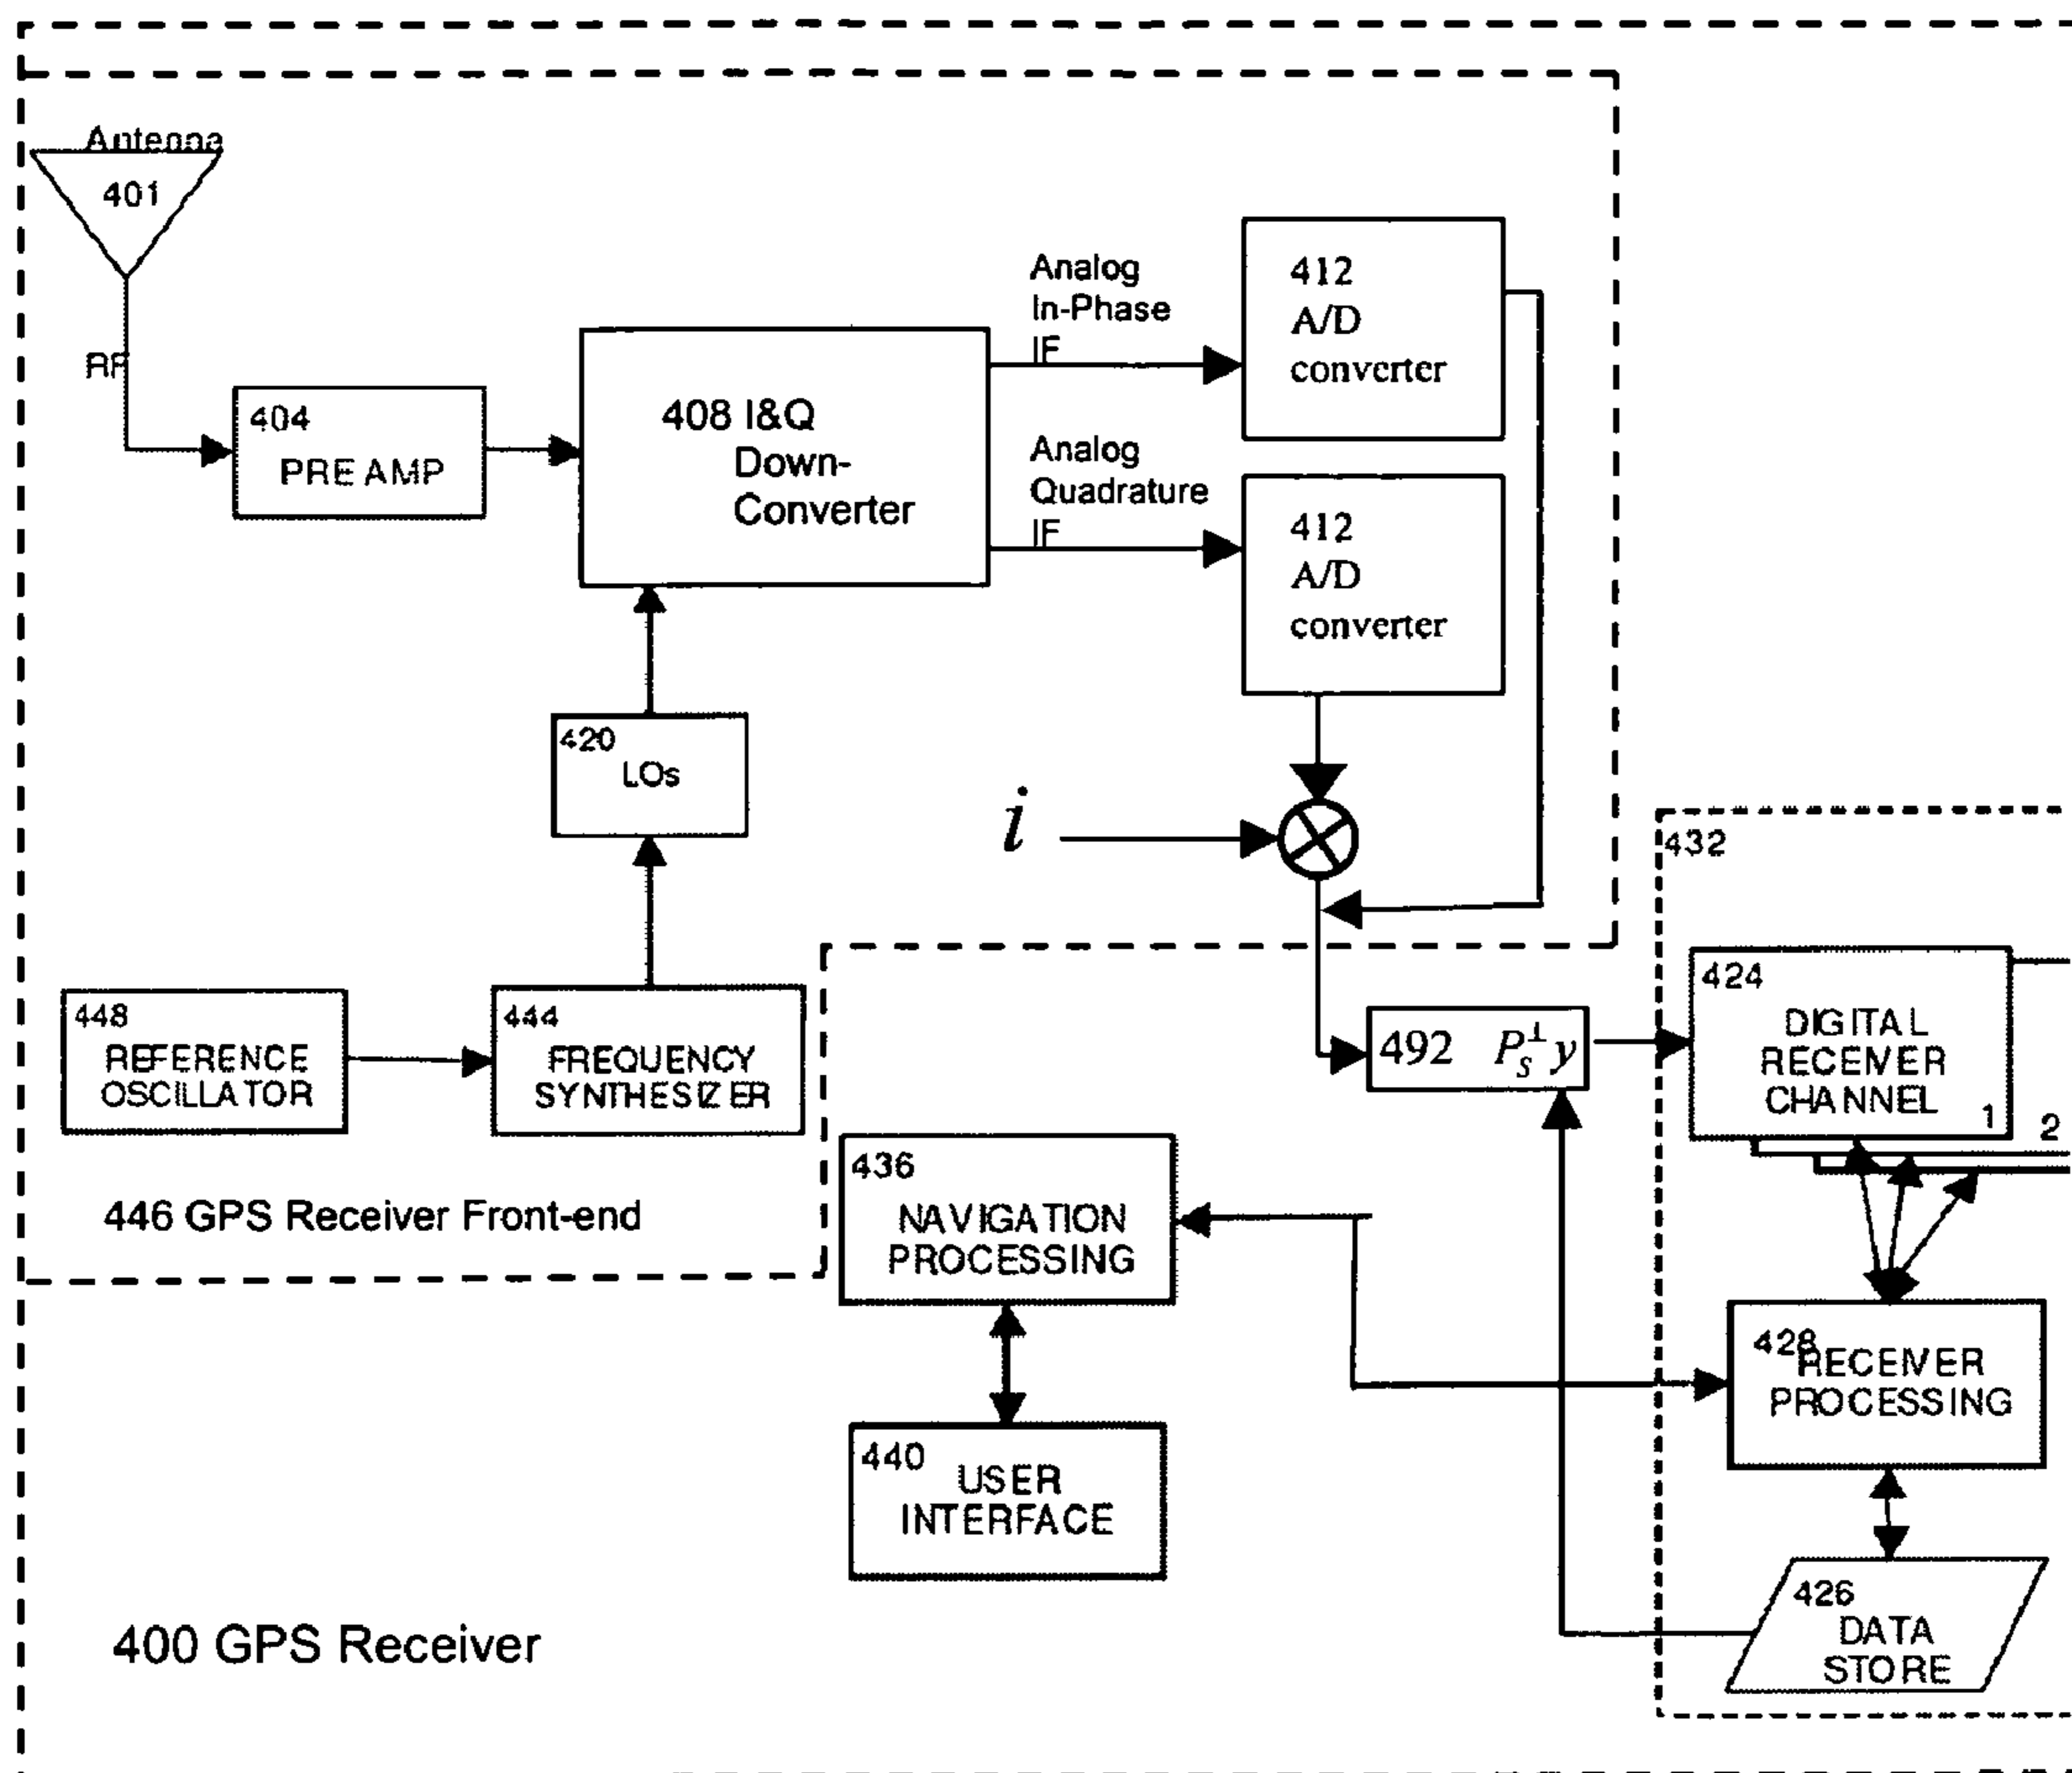 Antenna
401
RF
404
PRE AMP
408 I&Q
Down-
Converter
Analog
In-Phase
IF
Analog
Quadrature
IF
412
A/D
converter
412
A/D
converter
420
LOs
i
432
448
REFERENCE
OSCILLATOR
444
FREQUENCY
SYNTHESIZER
492 P_S^⊥ y
424
DIGITAL
RECEIVER
CHANNEL
1
2
446 GPS Receiver Front-end
436
NAVIGATION
PROCESSING
428
RECEIVER
PROCESSING
440
USER
INTERFACE
426
DATA
STORE
400 GPS Receiver